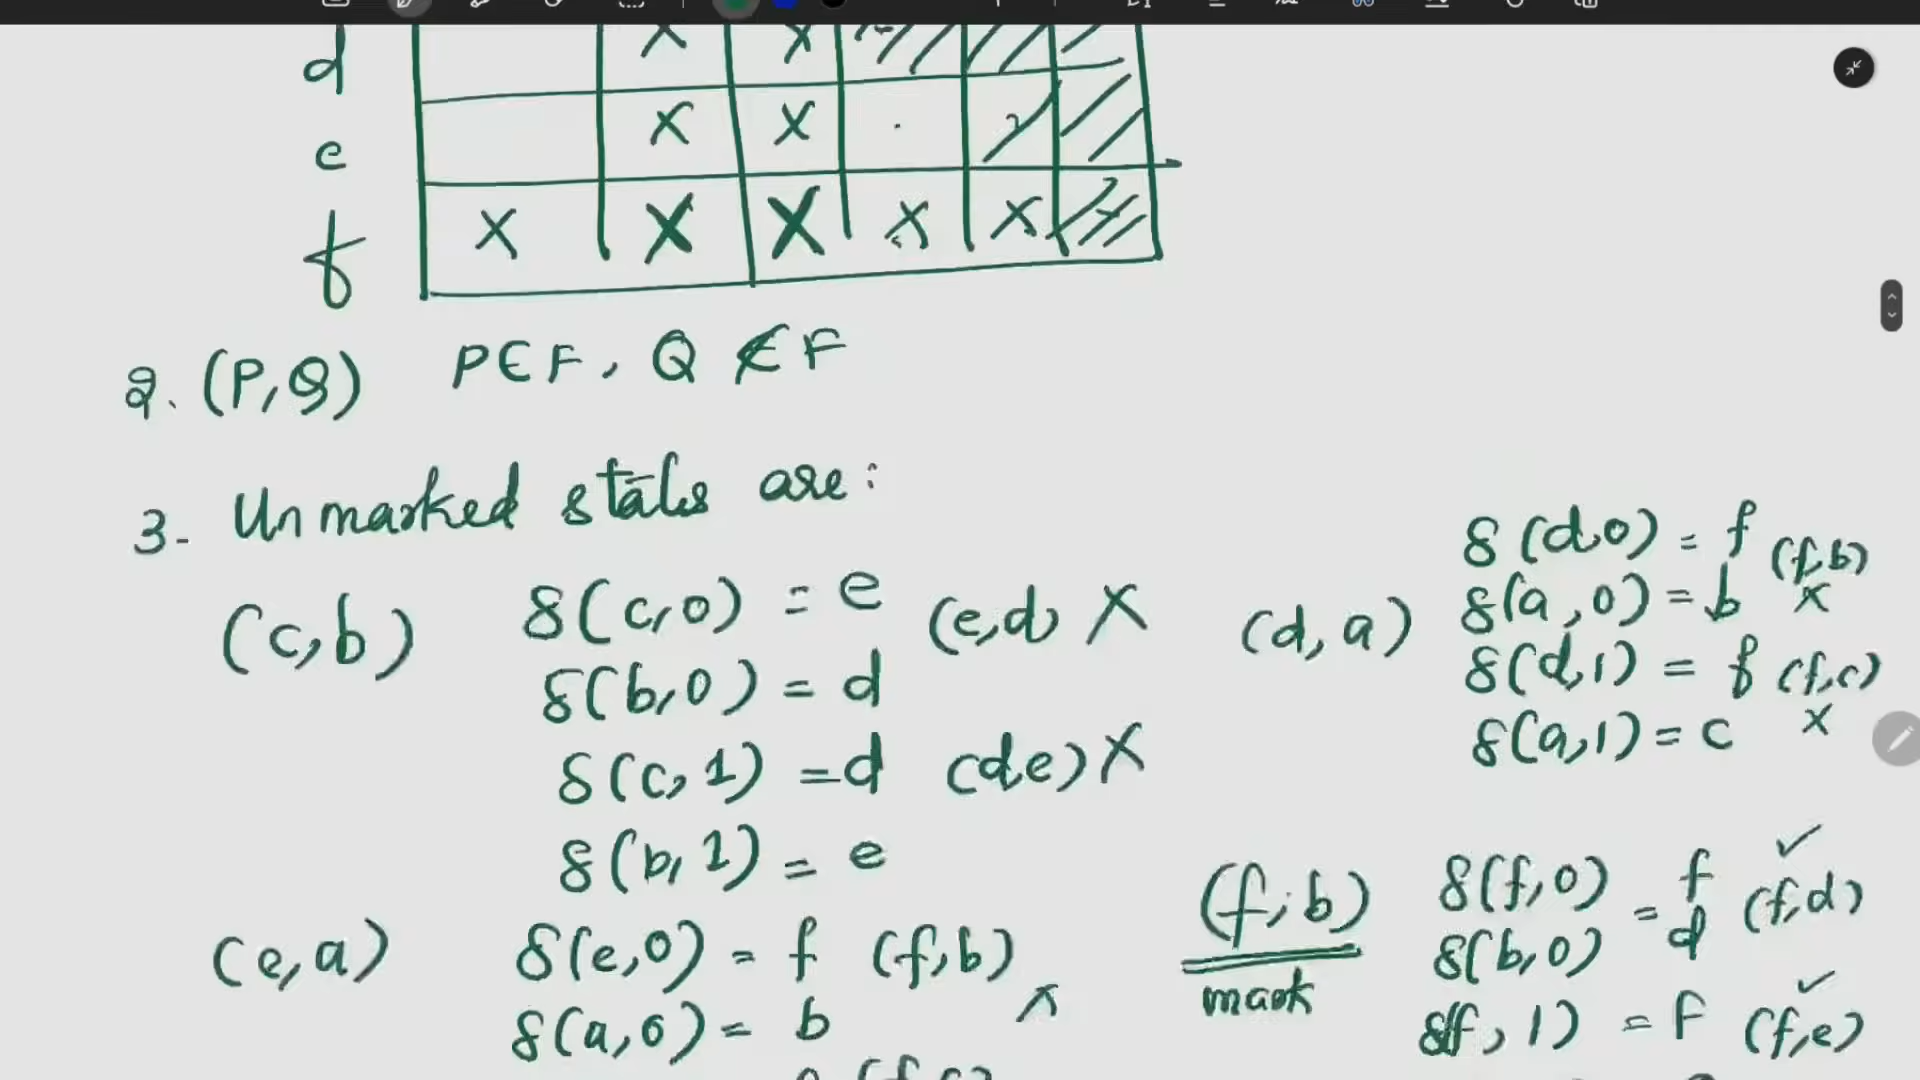 d X X
e X X
f X X X X X
2. (P,Q) P∈F, Q ∉ F
3- Unmarked states are:
(c,b) δ(c,0) = e (e,d) X
δ(b,0) = d
δ(c,1) = d (de) X
δ(b,1) = e
(e,a) δ(e,0) = f (f,b)
δ(a,0) = b X
(d,a) δ(d,0) = f (f,b)
δ(a,0) = b X
δ(d,1) = f (f,c)
δ(a,1) = c X
(f,b) δ(f,0) = f (f,d) ✓
mark δ(b,0) d
δ(f,1) = F (f,e) ✓